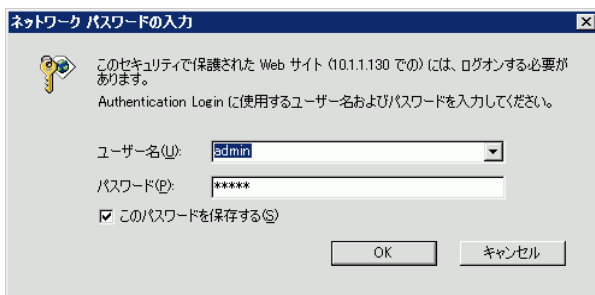 ネットワーク パスワードの入力
このセキュリティで保護された Web サイト (10.1.1.130 での) には、ログオンする必要が
あります。
Authentication Login に使用するユーザー名およびパスワードを入力してください。
ユーザー名(U):
admin
パスワード(P):
*****
このパスワードを保存する(S)
OK
キャンセル